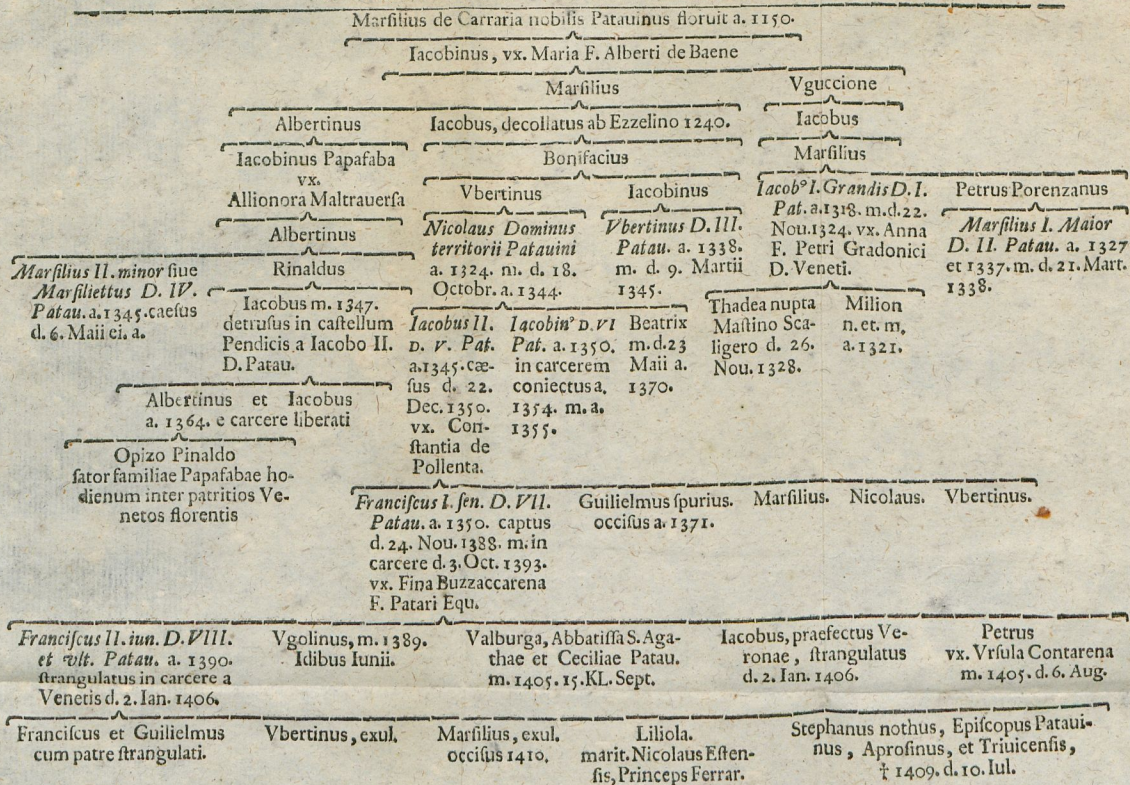 Marſilius de Carraria nobilis Patauinus floruit a. 1150.
Iacobinus, vx. Maria F. Alberti de Baene
Marſilius
Vguccione
Albertinus
Iacobus, decollatus ab Ezzelino 1240.
Iacobus
Iacobinus Papafaba
vx.
Allionora Maltrauerſa
Bonifacius
Marſilius
Vbertinus
Iacobinus
Iacobꝰ I. Grandis D. I.
Pat. a. 1318. m. d. 22.
Nou. 1324. vx. Anna
F. Petri Gradonici
D. Veneti.
Petrus Porenzanus
Albertinus
Nicolaus Dominus
territorii Patauini
a. 1324. m. d. 18.
Octobr. a. 1344.
Vbertinus D. III.
Patau. a. 1338.
m. d. 9. Martii
1345.
Marſilius I. Maior
D. II. Patau. a. 1327
et 1337. m. d. 21. Mart.
1338.
Marſilius II. minor ſiue
Marſiliettus D. IV.
Patau. a. 1345. caeſus
d. 6. Maii ei. a.
Rinaldus
Iacobus m. 1347.
detruſus in caſtellum
Pendicis a Iacobo II.
D. Patau.
Iacobus II.
D. V. Pat.
a. 1345. cæ-
ſus d. 22.
Dec. 1350.
vx. Con-
ſtantia de
Pollenta.
Iacobinꝰ D. VI
Pat. a. 1350.
in carcerem
coniectus a.
1354. m. a.
1355.
Beatrix
m. d. 23
Maii a.
1370.
Thadea nupta
Maſtino Sca-
ligero d. 26.
Nou. 1328.
Milion
n. et. m.
a. 1321.
Albertinus et Iacobus
a. 1364. e carcere liberati
Opizo Pinaldo
ſator familiae Papafabae ho-
dienum inter patritios Ve-
netos florentis
Franciſcus I. ſen. D. VII.
Patau. a. 1350. captus
d. 24. Nou. 1388. m. in
carcere d. 3. Oct. 1393.
vx. Fina Buzzaccarena
F. Patari Equ.
Guilielmus ſpurius.
occiſus a. 1371.
Marſilius.
Nicolaus.
Vbertinus.
Franciſcus II. iun. D. VIII.
et vlt. Patau. a. 1390.
ſtrangulatus in carcere a
Venetis d. 2. Ian. 1406.
Vgolinus, m. 1389.
Idibus Iunii.
Valburga, Abbatiſſa S. Aga-
thae et Ceciliae Patau.
m. 1405. 15. KL. Sept.
Iacobus, praefectus Ve-
ronae, ſtrangulatus
d. 2. Ian. 1406.
Petrus
vx. Vrſula Contarena
m. 1405. d. 6. Aug.
Franciſcus et Guilielmus
cum patre ſtrangulati.
Vbertinus, exul.
Marſilius, exul.
occiſus 1410.
Liliola.
marit. Nicolaus Eſten-
ſis, Princeps Ferrar.
Stephanus nothus, Epiſcopus Pataui-
nus, Aproſinus, et Triuicenſis,
† 1409. d. 10. Iul.